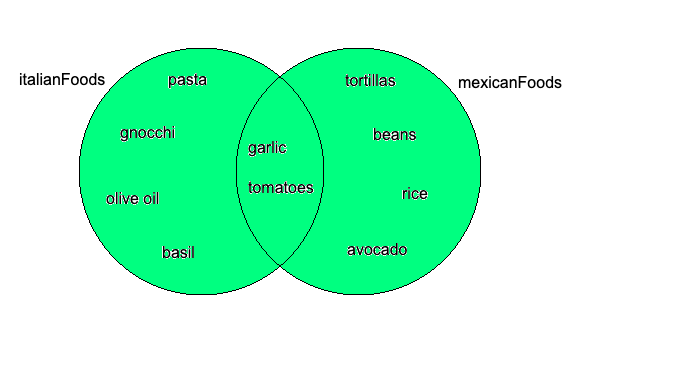 italianFoods
pasta
gnocchi
olive oil
basil
garlic
tomatoes
tortillas
beans
rice
avocado
mexicanFoods